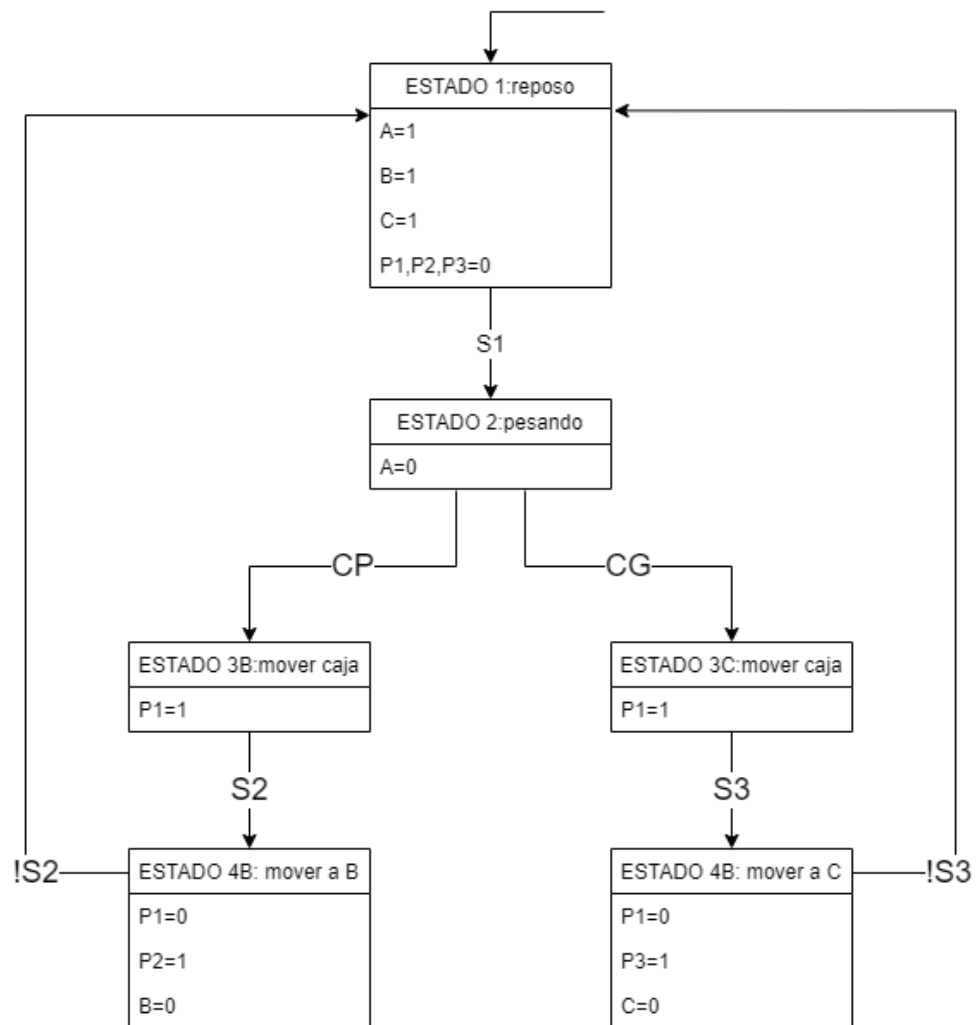 ESTADO 1:reposo
A=1
B=1
C=1
P1,P2,P3=0
S1
ESTADO 2:pesando
A=0
CP
CG
ESTADO 3B:mover caja
P1=1
ESTADO 3C:mover caja
P1=1
S2
S3
!S2
ESTADO 4B: mover a B
P1=0
P2=1
B=0
ESTADO 4B: mover a C
P1=0
P3=1
C=0
!S3